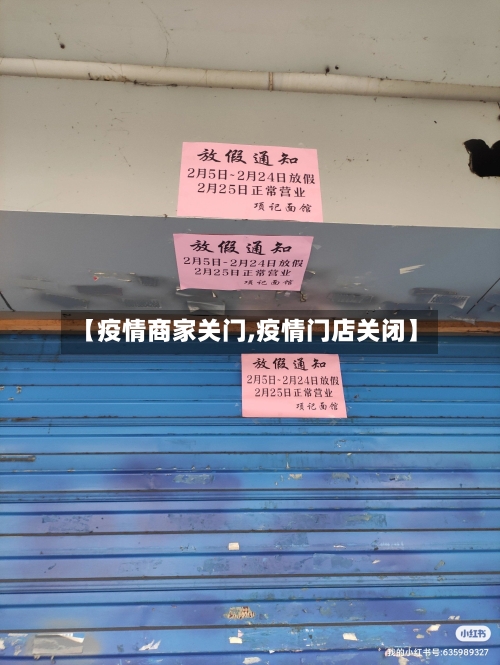 放假通知
2月5日~2月24日放假
2月25日正常营业
项记面馆
放假通知
2月5日~2月24日放假
2月25日正常营业
项记面馆
【疫情商家关门,疫情门店关闭】
放假通知
2月5日~2月24日放假
2月25日正常营业
项记面馆
小红书
我的小红书号:635989327